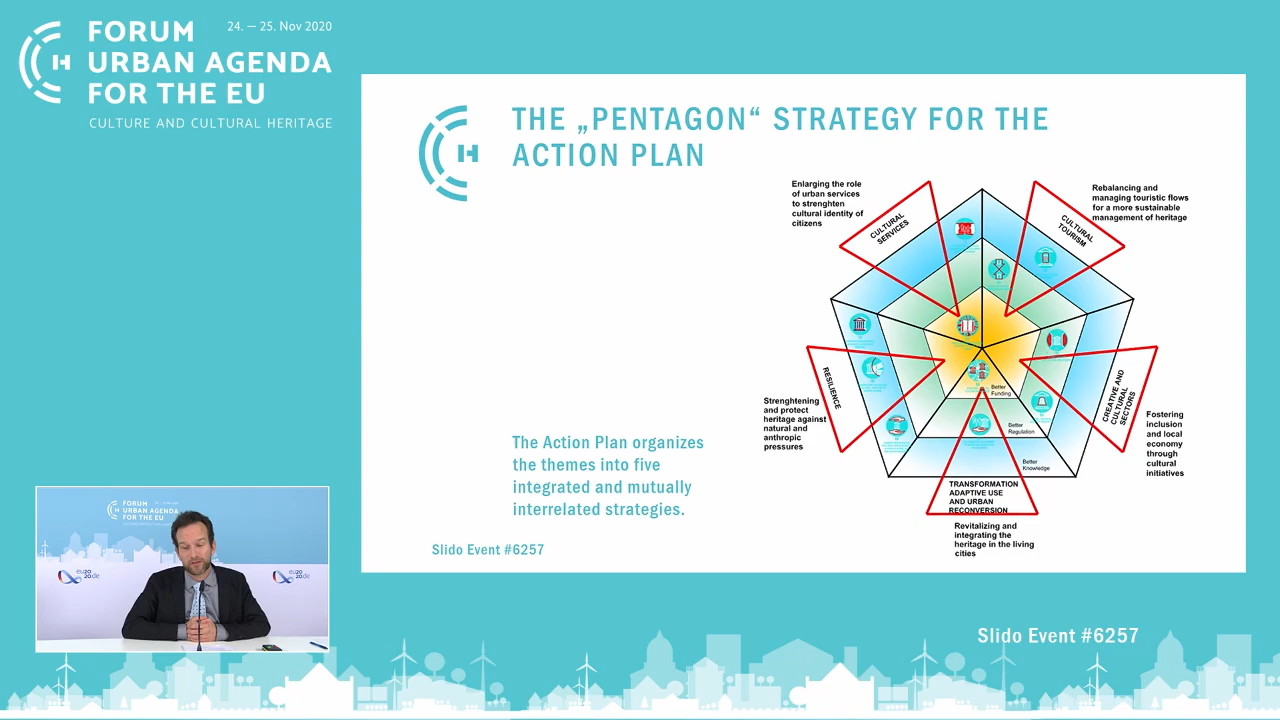 FORUM
24. – 25. Nov 2020
URBAN AGENDA
FOR THE EU
CULTURE AND CULTURAL HERITAGE
THE „PENTAGON“ STRATEGY FOR THE
ACTION PLAN
Enlarging the role
of urban services
to strenghten
cultural identity of
citizens
CULTURAL
SERVICES
CULTURAL
TOURISM
Rebalancing and
managing touristic flows
for a more sustainable
management of heritage
RESILIENCE
Strenghtening
and protect
heritage against
natural and
anthropic
pressures
CREATIVE AND
CULTURAL
SECTORS
Fostering
inclusion
and local
economy
through
cultural
initiatives
Better
Funding
Better
Regulation
Better
Knowledge
TRANSFORMATION
ADAPTIVE USE
AND URBAN
RECONVERSION
Revitalizing and
integrating the
heritage in the living
cities
The Action Plan organizes
the themes into five
integrated and mutually
interrelated strategies.
Slido Event #6257
FORUM
URBAN AGENDA
FOR THE EU
eu20
20.de
eu20
20.de
Slido Event #6257